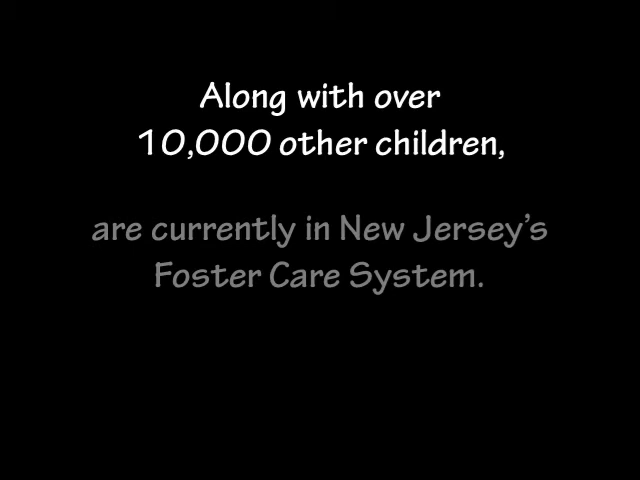 Along with over
10,000 other children,
are currently in New Jersey's
Foster Care System.